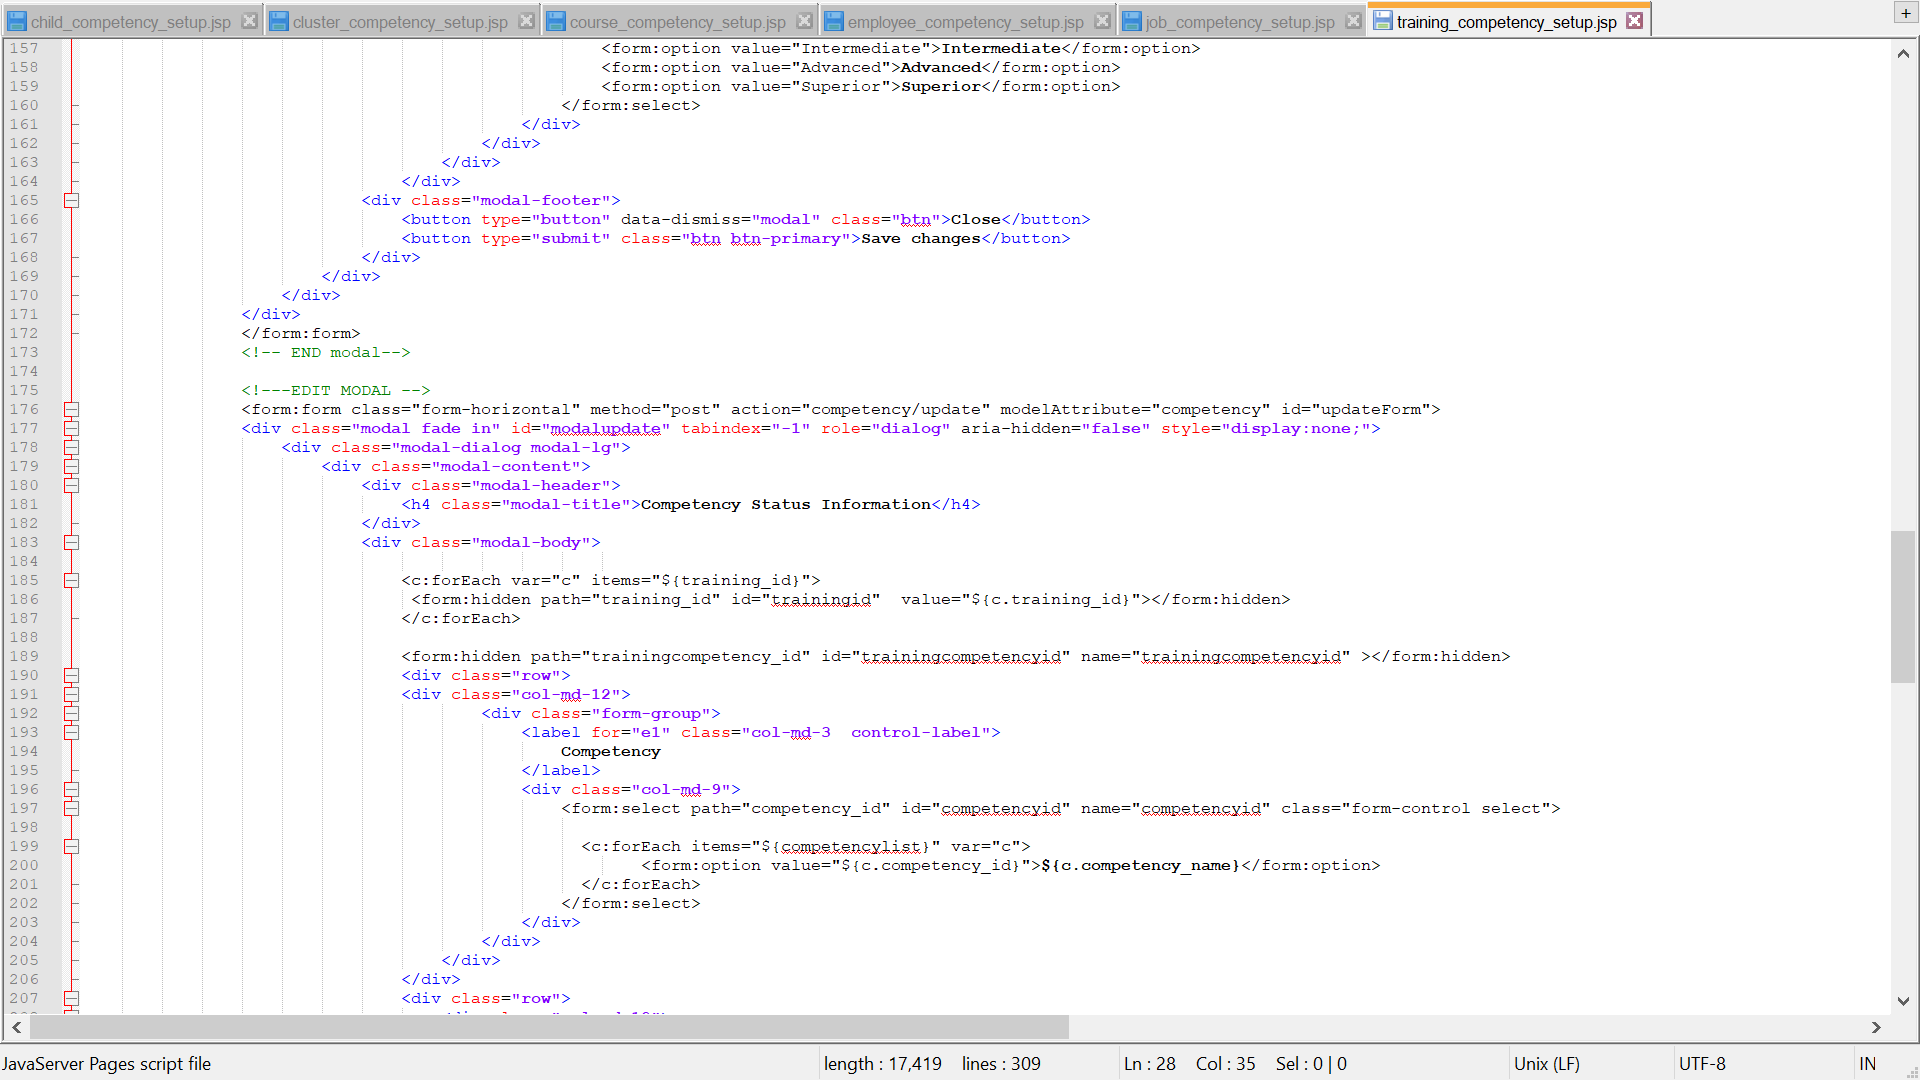 child_competency_setup.jsp cluster_competency_setup.jsp course_competency_setup.jsp employee_competency_setup.jsp job_competency_setup.jsp training_competency_setup.jsp
157 <form:option value="Intermediate">Intermediate</form:option>
158 <form:option value="Advanced">Advanced</form:option>
159 <form:option value="Superior">Superior</form:option>
160 </form:select>
161 </div>
162 </div>
163 </div>
164 </div>
165 <div class="modal-footer">
166 <button type="button" data-dismiss="modal" class="btn">Close</button>
167 <button type="submit" class="btn btn-primary">Save changes</button>
168 </div>
169 </div>
170 </div>
171 </div>
172 </form:form>
173 <!-- END modal-->
174
175 <!---EDIT MODAL -->
176 <form:form class="form-horizontal" method="post" action="competency/update" modelAttribute="competency" id="updateForm">
177 <div class="modal fade in" id="modalupdate" tabindex="-1" role="dialog" aria-hidden="false" style="display:none;">
178 <div class="modal-dialog modal-lg">
179 <div class="modal-content">
180 <div class="modal-header">
181 <h4 class="modal-title">Competency Status Information</h4>
182 </div>
183 <div class="modal-body">
184
185 <c:forEach var="c" items="${training_id}">
186 <form:hidden path="training_id" id="trainingid"  value="${c.training_id}"></form:hidden>
187 </c:forEach>
188
189 <form:hidden path="trainingcompetency_id" id="trainingcompetencyid" name="trainingcompetencyid" ></form:hidden>
190 <div class="row">
191 <div class="col-md-12">
192 <div class="form-group">
193 <label for="e1" class="col-md-3  control-label">
194 Competency
195 </label>
196 <div class="col-md-9">
197 <form:select path="competency_id" id="competencyid" name="competencyid" class="form-control select">
198
199 <c:forEach items="${competencylist}" var="c">
200 <form:option value="${c.competency_id}">${c.competency_name}</form:option>
201 </c:forEach>
202 </form:select>
203 </div>
204 </div>
205 </div>
206 </div>
207 <div class="row">
JavaServer Pages script file length : 17,419 lines : 309 Ln : 28 Col : 35 Sel : 0 | 0 Unix (LF) UTF-8 IN